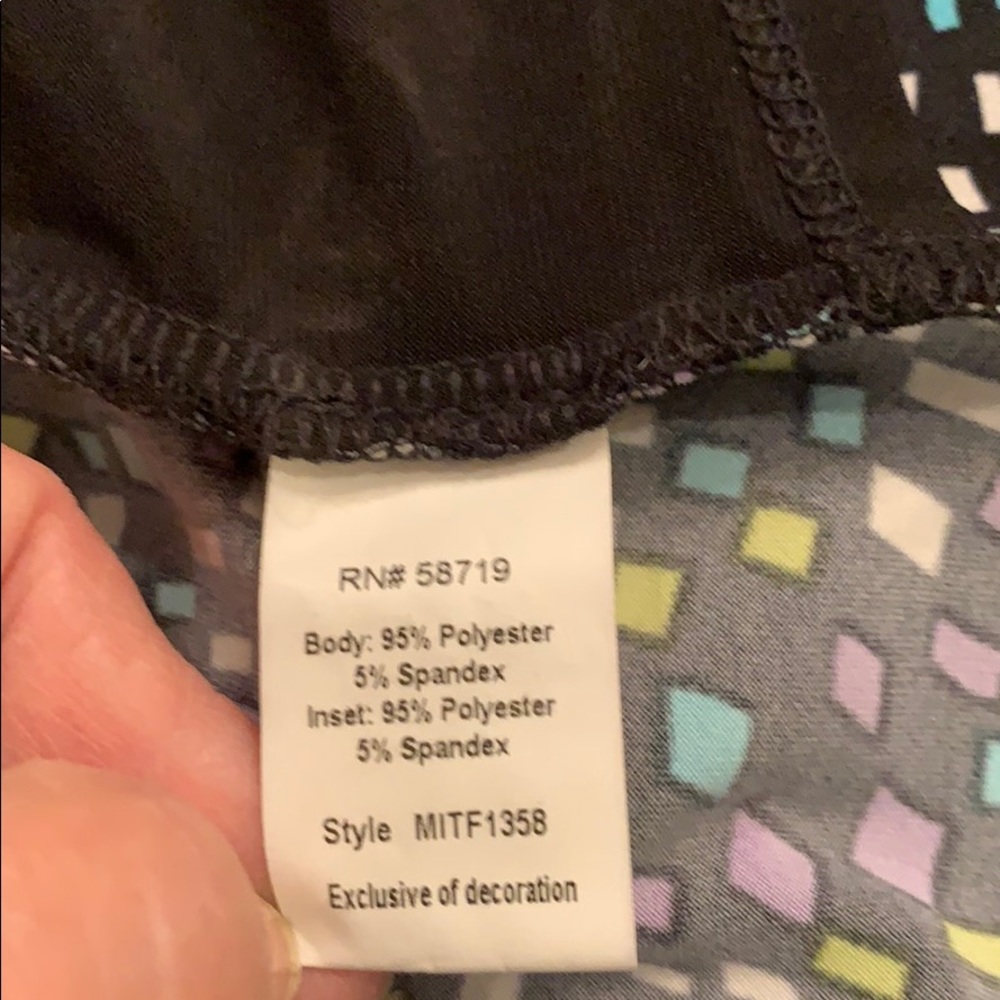 RN# 58719
Body: 95% Polyester
5% Spandex
Inset: 95% Polyester
5% Spandex
Style MITF1358
Exclusive of decoration